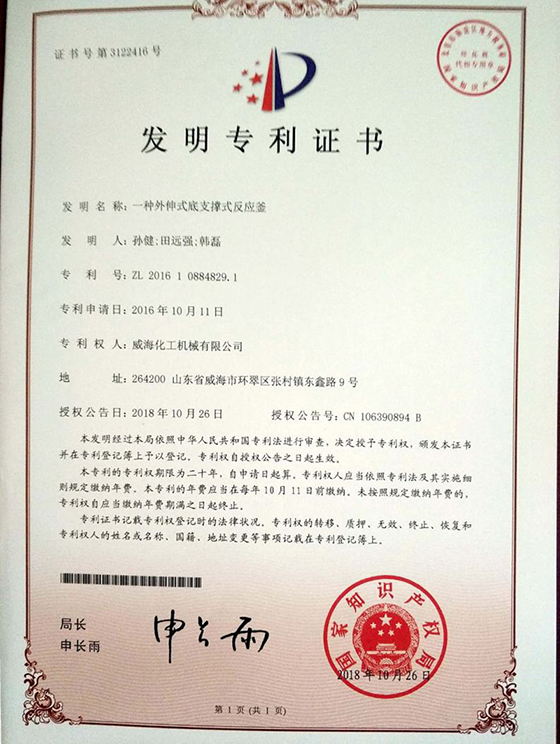 证书号第3122416号
发明专利证书
发明名称：一种外伸式底支撑式反应釜
发明人：孙健;田远强;韩磊
专利号：ZL 2016 1 0884829.1
专利申请日：2016年10月11日
专利权人：威海化工机械有限公司
地址：264200 山东省威海市环翠区张村镇东鑫路9号
授权公告日：2018年10月26日 授权公告号：CN 106390894 B
本发明经过本局依照中华人民共和国专利法进行审查，决定授予专利权，颁发本证书
并在专利登记簿上予以登记。专利权自授权公告之日起生效。
本专利的专利权期限为二十年，自申请日起算。专利权人应当依照专利法及其实施细
则规定缴纳年费。本专利的年费应当在每年10月11日前缴纳。未按照规定缴纳年费的，
专利权自应当缴纳年费期满之日起终止。
专利证书记载专利权登记时的法律状况。专利权的转移、质押、无效、终止、恢复和
专利权人的姓名或名称、国籍、地址变更等事项记载在专利登记簿上。
局长
申长雨
申长雨
国家知识产权局
2018年10月26日
第1页(共1页)